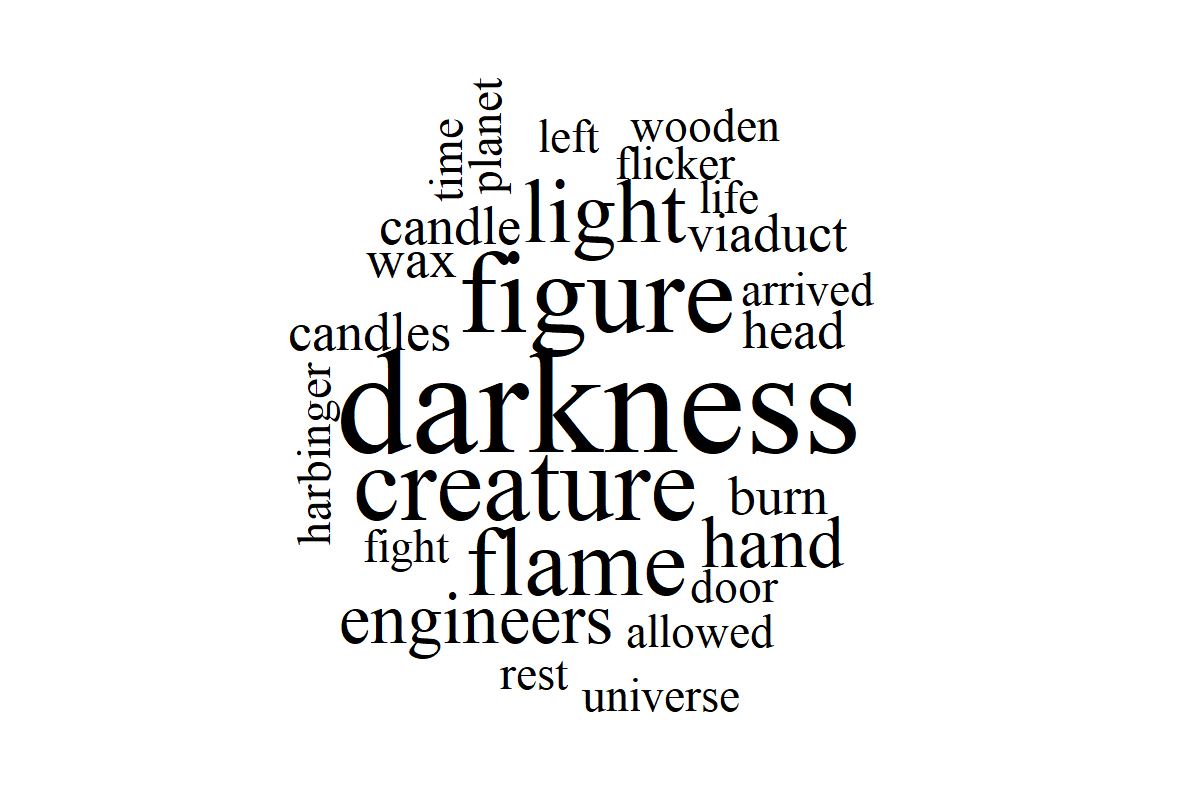 planet
time
left
wooden
flicker
life
light
candle
viaduct
wax
figure
arrived
candles
head
darkness
harbinger
creature
burn
hand
fight
flame
door
engineers
allowed
rest
universe